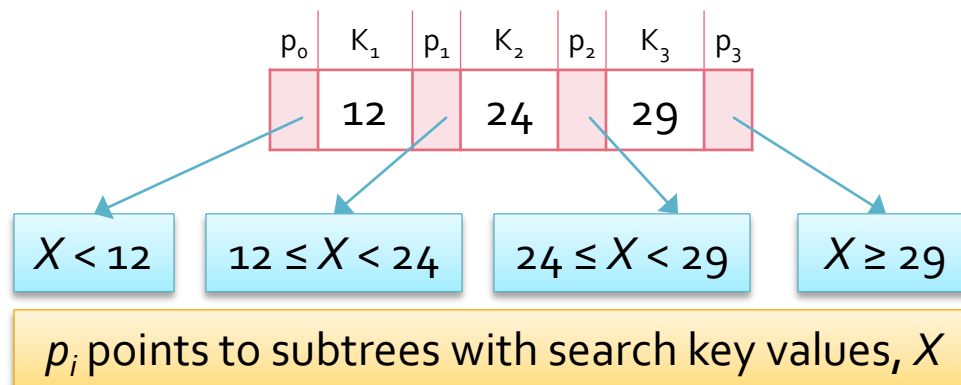 p₀ K₁ p₁ K₂ p₂ K₃ p₃
12 24 29
X < 12 12 ≤ X < 24 24 ≤ X < 29 X ≥ 29
pᵢ points to subtrees with search key values, X